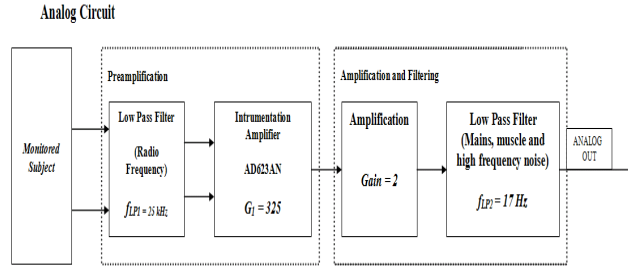 Analog Circuit
Preamplification
Amplification and Filtering
Monitored
Subject
Low Pass Filter
(Radio
Frequency)
fLP1 = 25 kHz
Intrumentation
Amplifier
AD623AN
G1 = 325
Amplification
Gain = 2
Low Pass Filter
(Mains, muscle and
high frequency noise)
fLP2 = 17 Hz
ANALOG
OUT